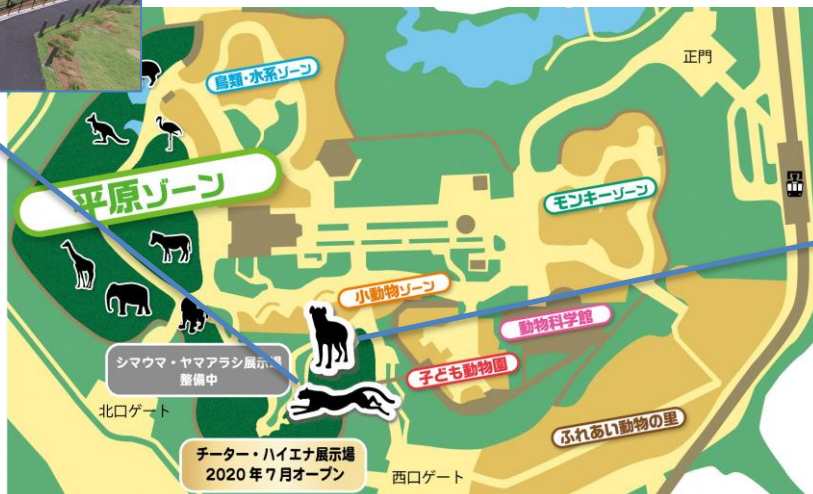 鳥類・水系ゾーン
正門
平原ゾーン
モンキーゾーン
小動物ゾーン
動物科学館
シマウマ・ヤマアラシ展示場
整備中
子ども動物園
北口ゲート
ふれあい動物の里
チーター・ハイエナ展示場
2020年7月オープン
西口ゲート